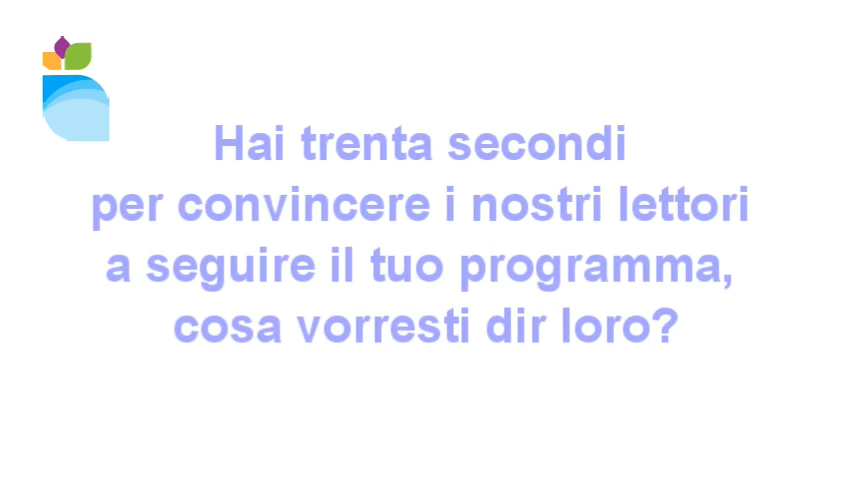 Hai trenta secondi
per convincere i nostri lettori
a seguire il tuo programma,
cosa vorresti dir loro?